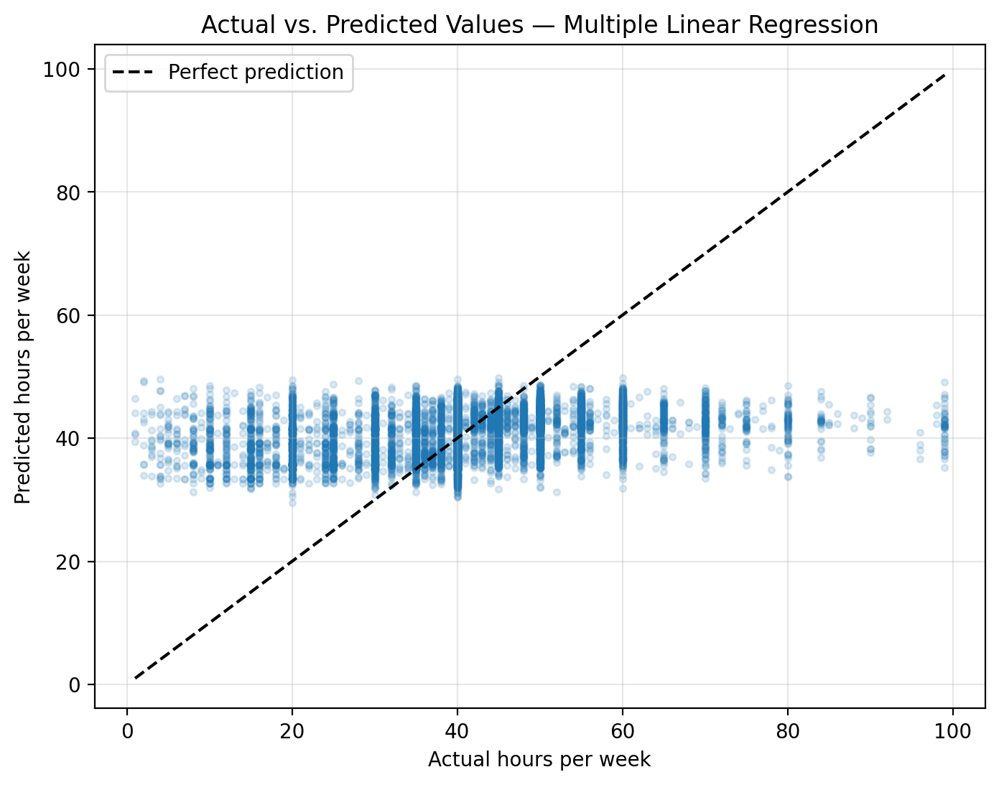 Actual vs. Predicted Values — Multiple Linear Regression
Perfect prediction
100
80
60
40
20
0
Predicted hours per week
0 20 40 60 80 100
Actual hours per week